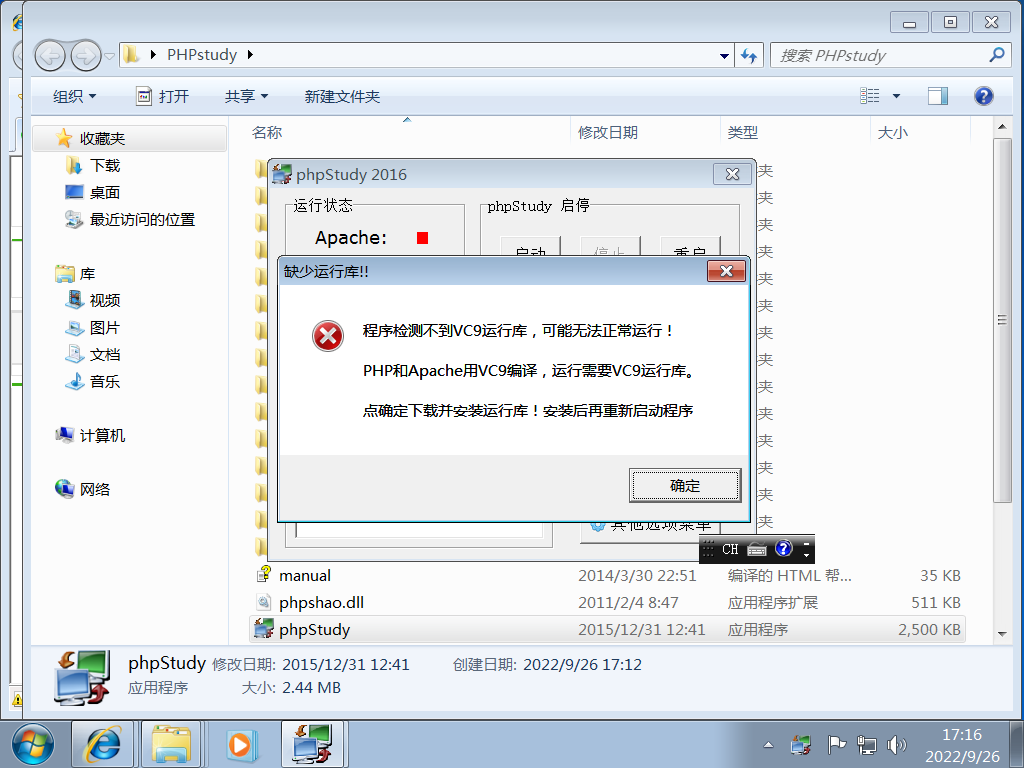 PHPstudy
搜索 PHPstudy
组织
打开
共享
新建文件夹
名称
修改日期
类型
大小
收藏夹
下载
桌面
最近访问的位置
库
视频
图片
文档
音乐
计算机
网络
phpStudy 2016
运行状态
phpStudy 启停
Apache:
启动
停止
重启
缺少运行库!!
程序检测不到VC9运行库，可能无法正常运行！
PHP和Apache用VC9编译，运行需要VC9运行库。
点确定下载并安装运行库！安装后再重新启动程序
确定
其他选项菜单
夹
夹
夹
夹
夹
夹
夹
夹
夹
夹
夹
夹
夹
夹
CH
manual 2014/3/30 22:51 编译的 HTML 帮... 35 KB
phpshao.dll 2011/2/4 8:47 应用程序扩展 511 KB
phpStudy 2015/12/31 12:41 应用程序 2,500 KB
phpStudy 修改日期: 2015/12/31 12:41 创建日期: 2022/9/26 17:12
应用程序 大小: 2.44 MB
17:16
2022/9/26